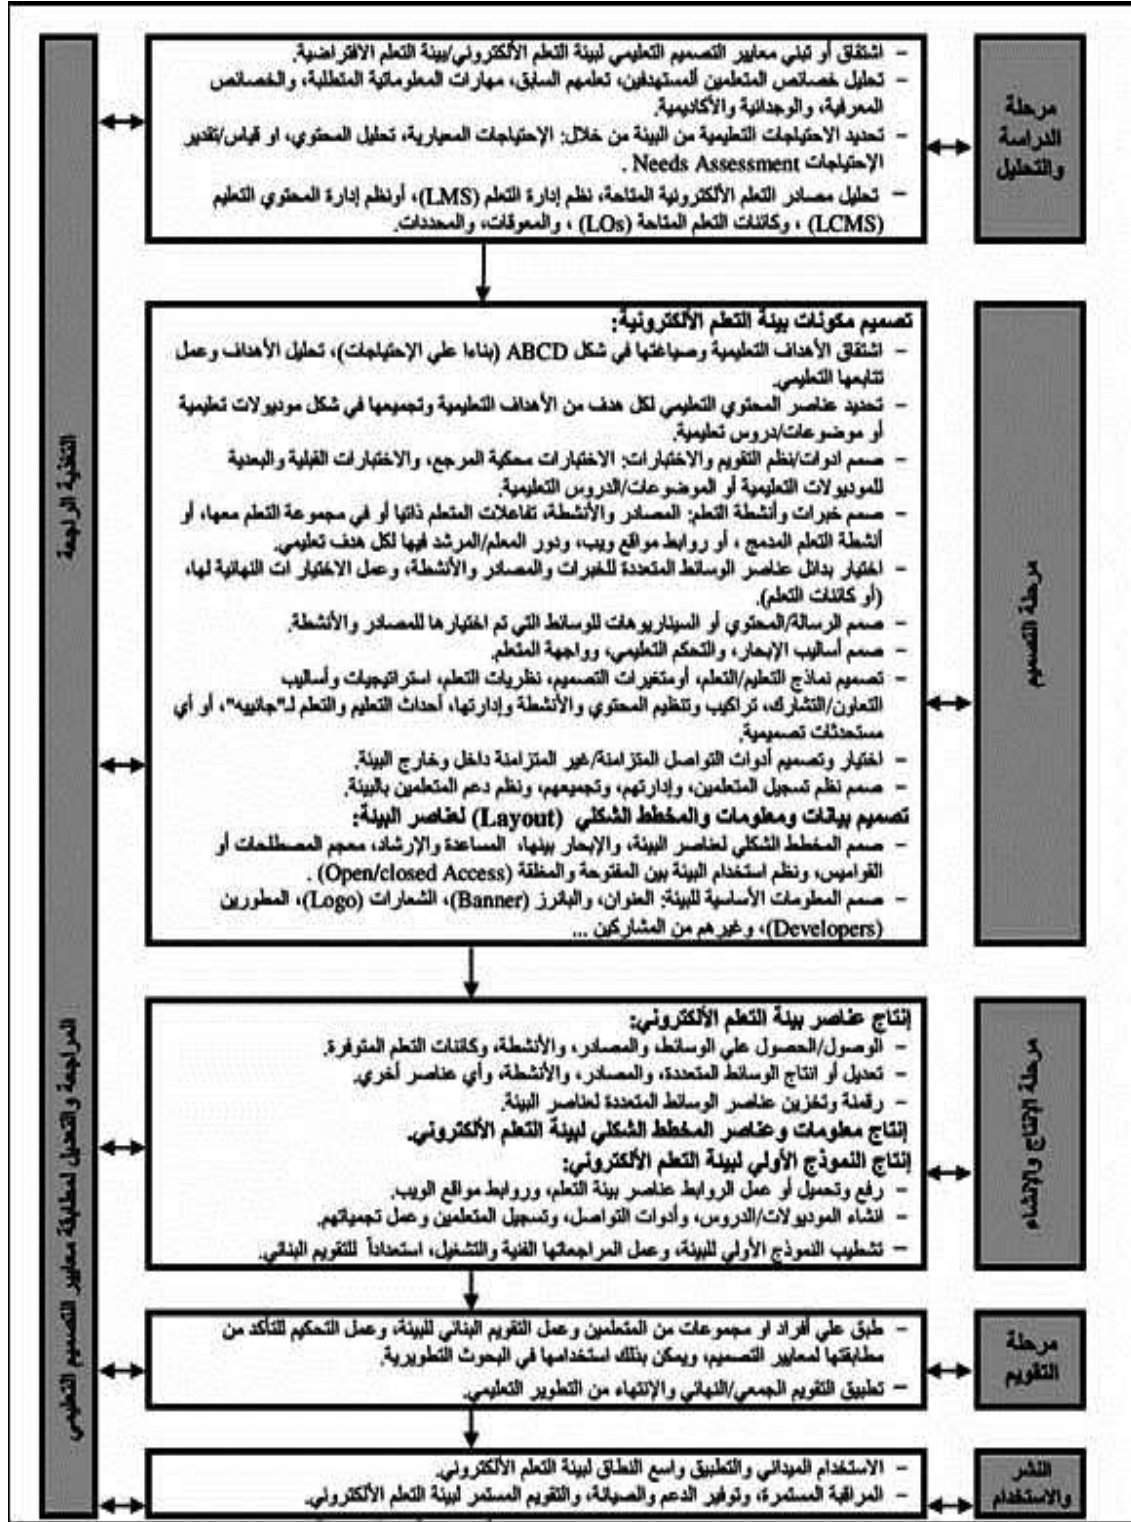 مرحلة
الدراسة
والتحليل
– اشتقاق أو تبني معايير التصميم التعليمي لبيئة التعلم الألكتروني/بيئة التعلم الافتراضية.
– تحليل خصائص المتعلمين المستهدفين، تعلمهم السابق، مهارات المعلوماتية المتطلبة، والخصائص
المعرفية، والوجدانية والأكاديمية.
– تحديد الاحتياجات التعليمية من البيئة من خلال: الإحتياجات المعيارية، تحليل المحتوي، او قياس/تقدير
الإحتياجات Needs Assessment .
– تحليل مصادر التعلم الألكترونية المتاحة، نظم إدارة التعلم (LMS)، أونظم إدارة المحتوي التعليم
(LCMS) ، وكائنات التعلم المتاحة (LOs) ، والمعوقات، والمحددات.
مرحلة التصميم
تصميم مكونات بيئة التعلم الألكترونية:
– اشتقاق الأهداف التعليمية وصياغتها في شكل ABCD (بناءا علي الإحتياجات)، تحليل الأهداف وعمل
تتابعها التعليمي.
– تحديد عناصر المحتوي التعليمي لكل هدف من الأهداف التعليمية وتجميعها في شكل موديولات تعليمية
أو موضوعات/دروس تعليمية.
– صمم ادوات/نظم التقويم والاختبارات: الاختبارات محكية المرجع، والاختبارات القبلية والبعدية
للموديولات التعليمية أو الموضوعات/الدروس التعليمية.
– صمم خبرات وأنشطة التعلم: المصادر والأنشطة، تفاعلات المتعلم ذاتيا أو في مجموعة التعلم معها، أو
أنشطة التعلم المدمج ، أو روابط مواقع ويب، ودور المعلم/المرشد فيها لكل هدف تعليمي.
– اختيار بدائل عناصر الوسائط المتعددة للخبرات والمصادر والأنشطة، وعمل الاختيار ات النهائية لها،
(أو كائنات التعلم).
– صمم الرسالة/المحتوي أو السيناريوهات للوسائط التي تم اختيارها للمصادر والأنشطة.
– صمم أساليب الإبحار، والتحكم التعليمي، وواجهة المتعلم.
– تصميم نماذج التعليم/التعلم، أومتغيرات التصميم، نظريات التعلم، استراتيجيات وأساليب
التعاون/التشارك، تراكيب وتنظيم المحتوي والأنشطة وإدارتها، أحداث التعليم والتعلم لـ"جانييه"، أو أي
مستحدثات تصميمية.
– اختيار وتصميم أدوات التواصل المتزامنة/غير المتزامنة داخل وخارج البيئة.
– صمم نظم تسجيل المتعلمين، وإدارتهم، وتجميعهم، ونظم دعم المتعلمين بالبيئة.
تصميم بيانات ومعلومات والمخطط الشكلي (Layout) لعناصر البيئة:
– صمم المخطط الشكلي لعناصر البيئة، والإبحار بينها، المساعدة والإرشاد، معجم المصطلحات أو
القواميس، ونظم استخدام البيئة بين المفتوحة والمغلقة (Open/closed Access) .
– صمم المعلومات الأساسية للبيئة: العنوان، والبانرز (Banner)، الشعارات (Logo)، المطورين
(Developers)، وغيرهم من المشاركين ...
مرحلة الإنتاج والإنشاء
إنتاج عناصر بيئة التعلم الألكتروني:
– الوصول/الحصول علي الوسائط، والمصادر، والأنشطة، وكائنات التعلم المتوفرة.
– تعديل أو انتاج الوسائط المتعددة، والمصادر، والأنشطة، وأي عناصر أخري.
– رقمنة وتخزين عناصر الوسائط المتعددة لعناصر البيئة.
إنتاج معلومات وعناصر المخطط الشكلي لبيئة التعلم الألكتروني.
إنتاج النموذج الأولي لبيئة التعلم الألكتروني:
– رفع وتحميل أو عمل الروابط عناصر بيئة التعلم، وروابط مواقع الويب.
– انشاء الموديولات/الدروس، وأدوات التواصل، وتسجيل المتعلمين وعمل تجمياتهم.
– تشطيب النموذج الأولي للبيئة، وعمل المراجعاتها الفنية والتشغيل، استعداداً للتقويم البنائي.
مرحلة
التقويم
– طبق علي أفراد او مجموعات من المتعلمين وعمل التقويم البنائي للبيئة، وعمل التحكيم للتأكد من
مطابقتها لمعايير التصميم، ويمكن بذلك استخدامها في البحوث التطويرية.
– تطبيق التقويم الجمعي/النهائي والإنتهاء من التطوير التعليمي.
النشر
والاستخدام
– الاستخدام الميداني والتطبيق واسع النطاق لبيئة التعلم الألكتروني.
– المراقبة المستمرة، وتوفير الدعم والصيانة، والتقويم المستمر لبيئة التعلم الألكتروني.
التغذية الراجعة
المراجعة والتعديل لمطابقة معايير التصميم التعليمي